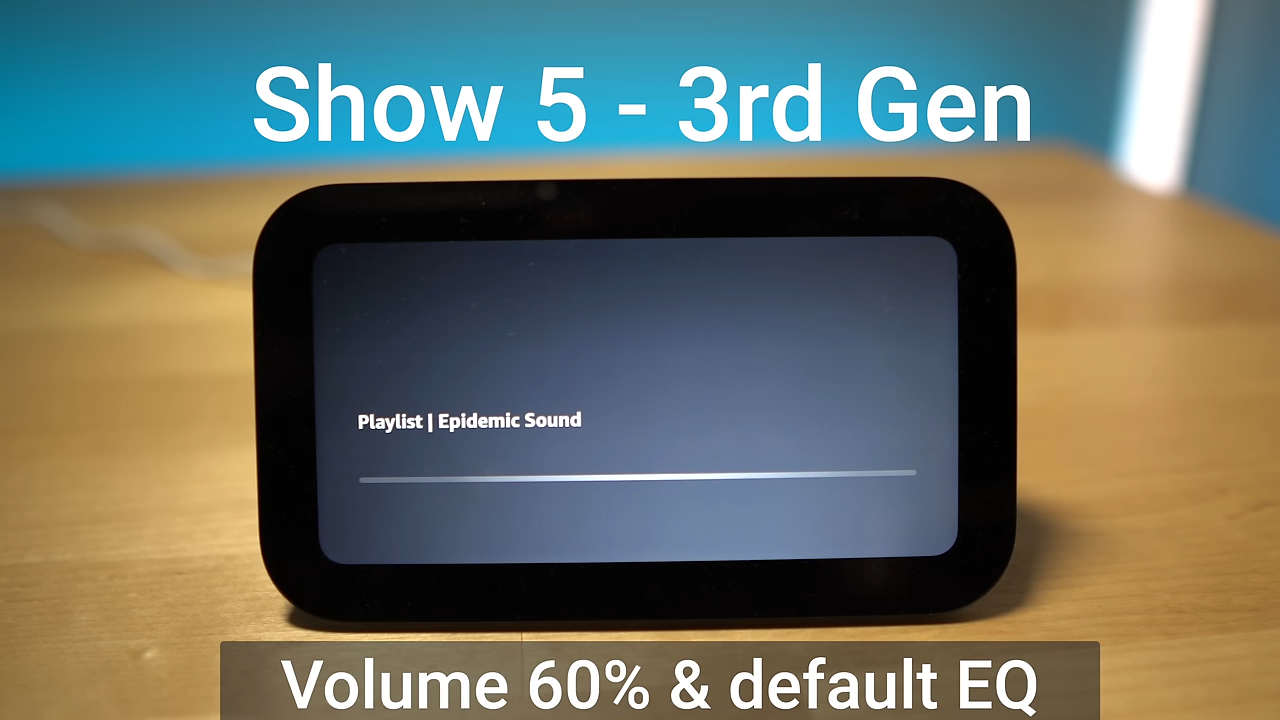 Show 5 - 3rd Gen
Playlist | Epidemic Sound
Volume 60% & default EQ